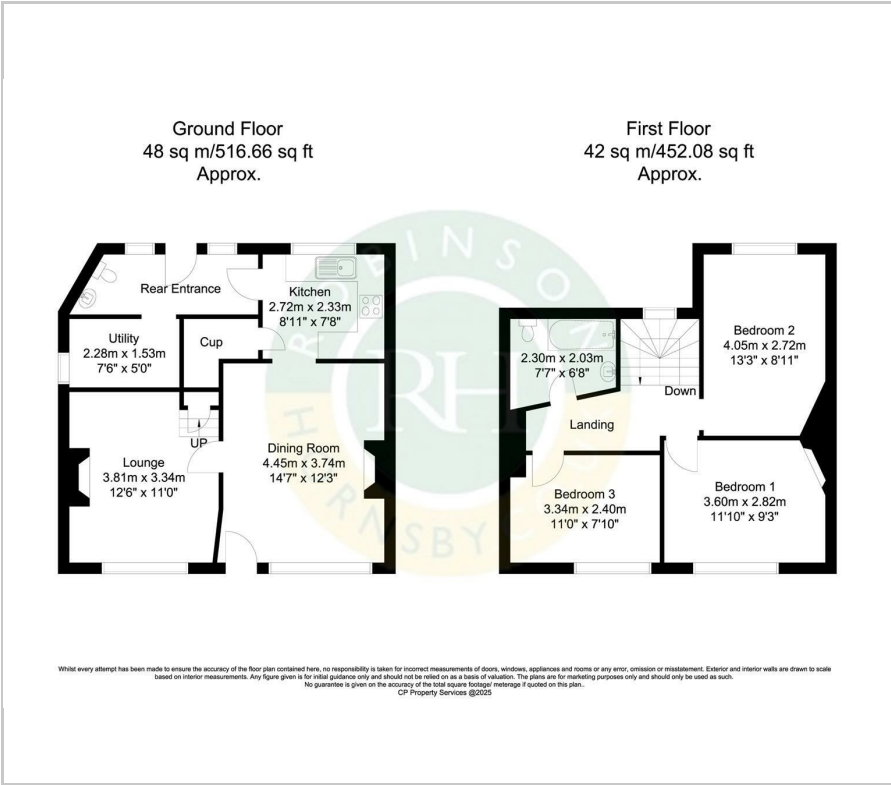 Ground Floor
48 sq m/516.66 sq ft
Approx.
First Floor
42 sq m/452.08 sq ft
Approx.
ROBINSON
RH
HORNSBY
Rear Entrance
Kitchen
2.72m x 2.33m
8'11" x 7'8"
Utility
2.28m x 1.53m
7'6" x 5'0"
Cup
UP
Lounge
3.81m x 3.34m
12'6" x 11'0"
Dining Room
4.45m x 3.74m
14'7" x 12'3"
2.30m x 2.03m
7'7" x 6'8"
Down
Landing
Bedroom 2
4.05m x 2.72m
13'3" x 8'11"
Bedroom 3
3.34m x 2.40m
11'0" x 7'10"
Bedroom 1
3.60m x 2.82m
11'10" x 9'3"
Whilst every attempt has been made to ensure the accuracy of the floor plan contained here, no responsibility is taken for incorrect measurements of doors, windows, appliances and rooms or any error, omission or misstatement. Exterior and interior walls are drawn to scale
based on interior measurements. Any figure given is for initial guidance only and should not be relied on as a basis of valuation. The plans are for marketing purposes only and should only be used as such.
No guarantee is given on the accuracy of the total square footage/ meterage if quoted on this plan..
CP Property Services @2025